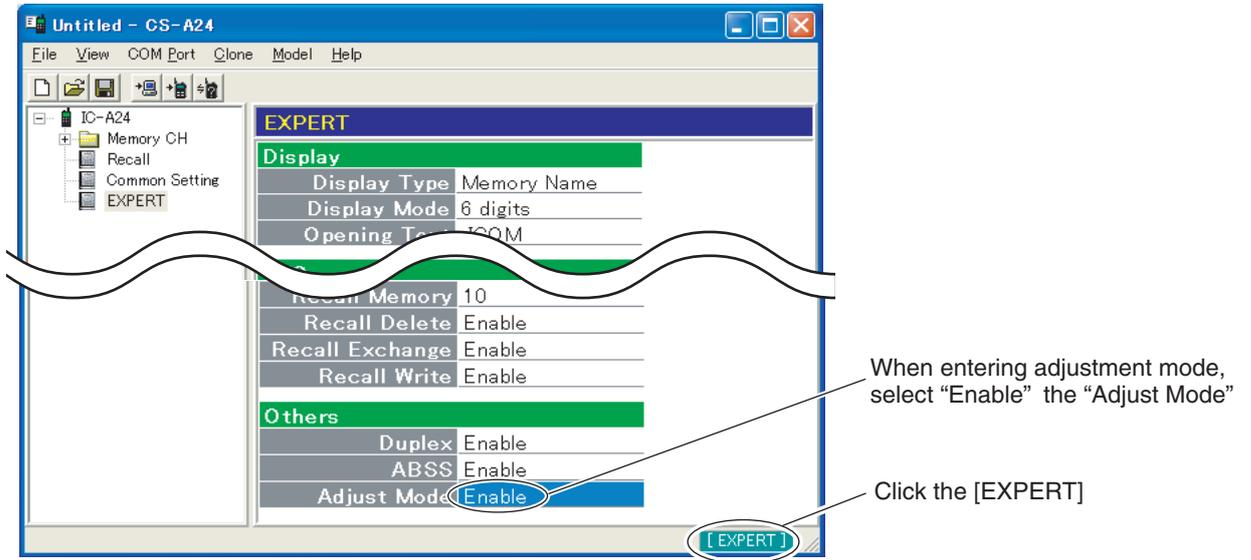 Untitled - CS-A24
File View COM Port Clone Model Help
IC-A24
Memory CH
Recall
Common Setting
EXPERT
EXPERT
Display
Display Type Memory Name
Display Mode 6 digits
Opening Text ICOM
Recall Memory 10
Recall Delete Enable
Recall Exchange Enable
Recall Write Enable
Others
Duplex Enable
ABSS Enable
Adjust Mode Enable
When entering adjustment mode,
select “Enable” the “Adjust Mode”
Click the [EXPERT]
[ EXPERT ]